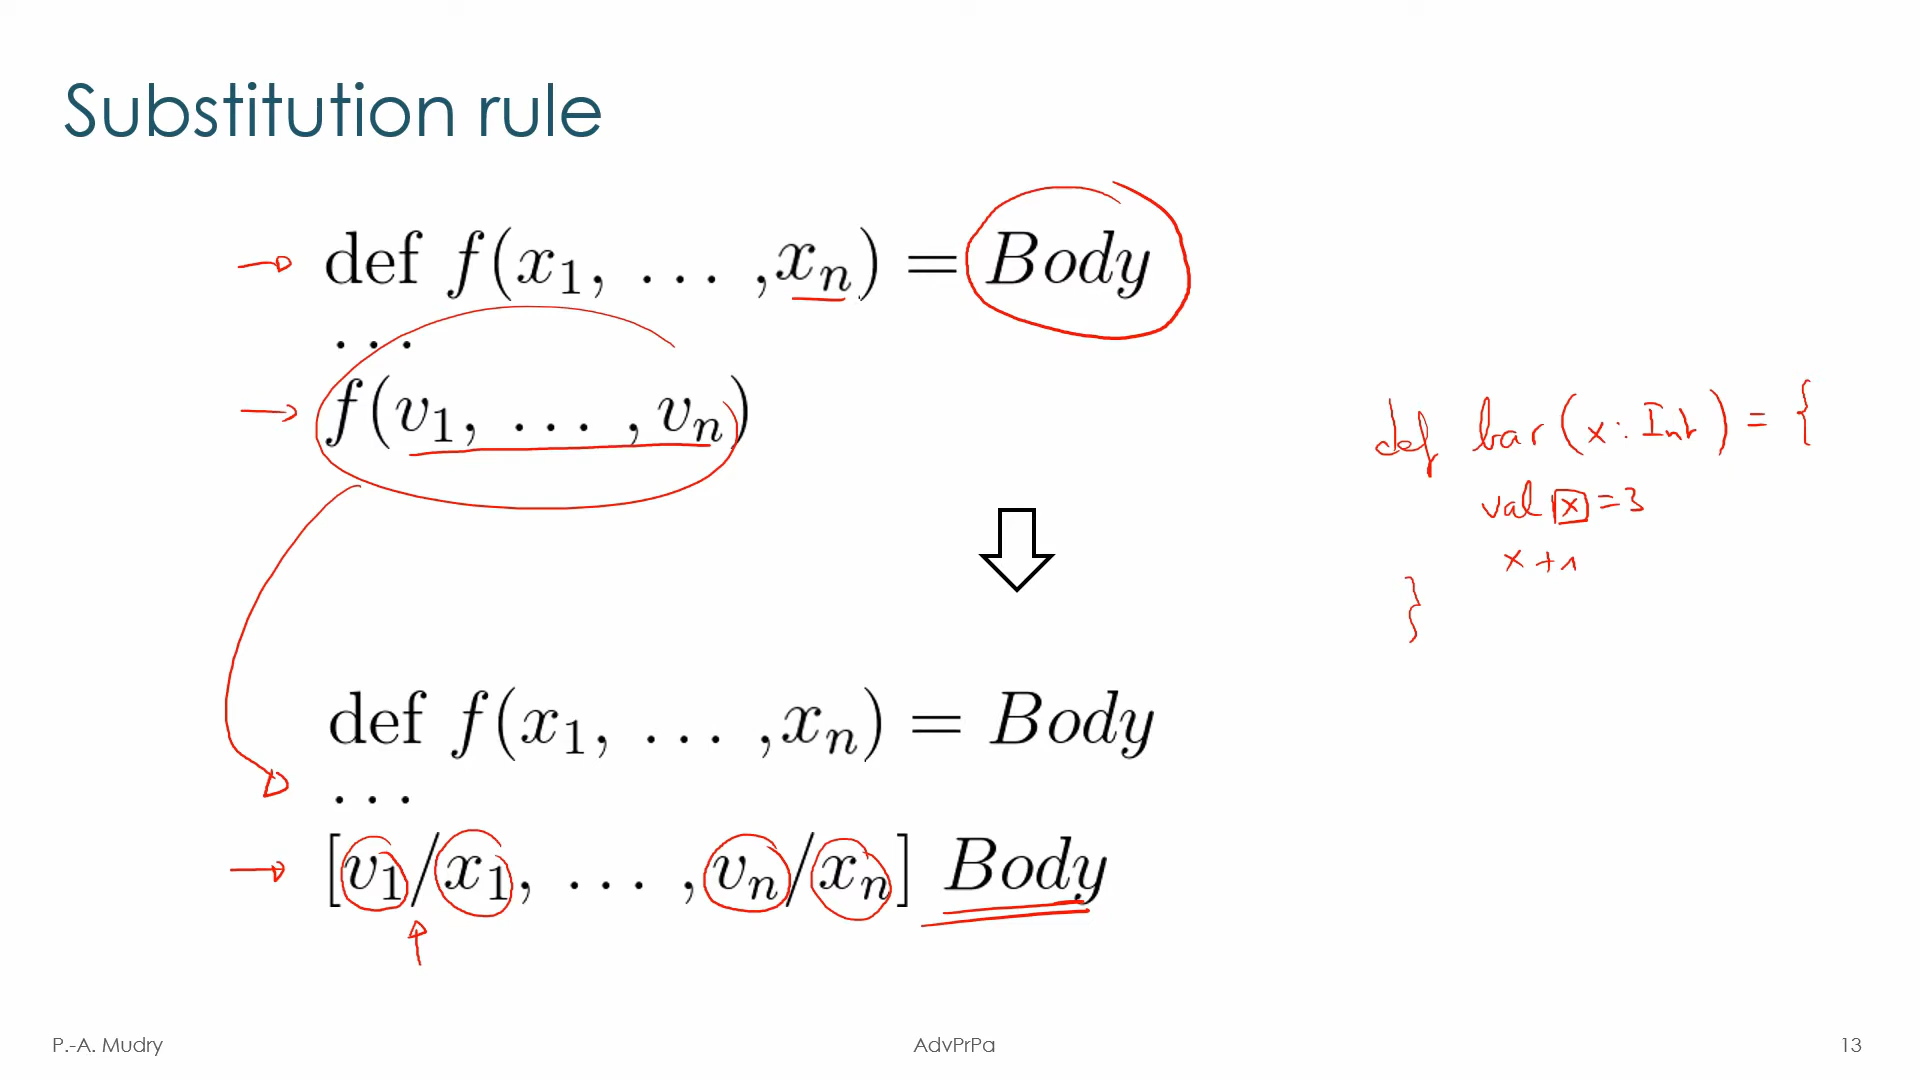 Substitution rule
def f(x₁, ... ,xₙ) = Body
...
f(v₁, ... ,vₙ)
def bar(x: Int) = {
val x = 3
x + 1
}
def f(x₁, ... ,xₙ) = Body
...
[v₁/x₁, ... ,vₙ/xₙ] Body
P.-A. Mudry
AdvPrPa
13